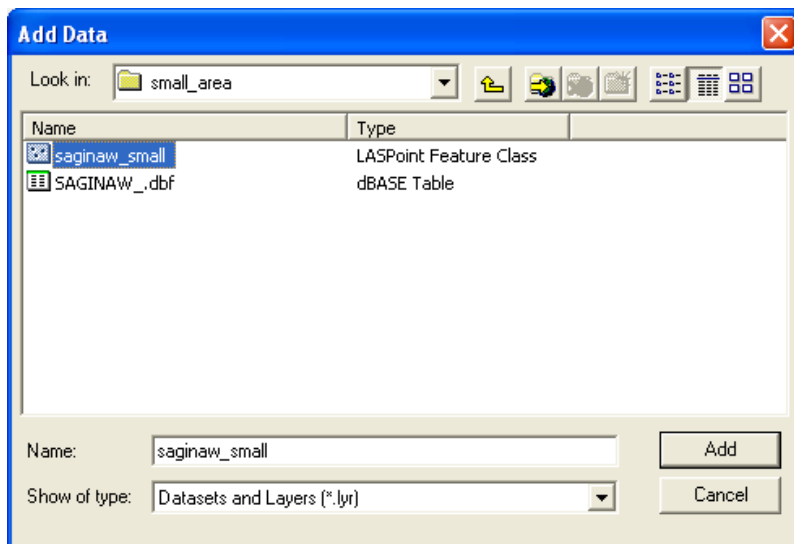 Add Data
Look in: small_area
Name Type
saginaw_small LASPoint Feature Class
SAGINAW_.dbf dBASE Table
Name: saginaw_small Add
Show of type: Datasets and Layers (*.lyr) Cancel